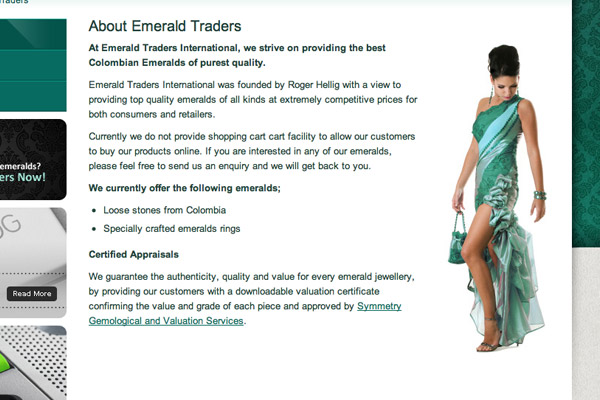 Traders
About Emerald Traders
At Emerald Traders International, we strive on providing the best
Colombian Emeralds of purest quality.
Emerald Traders International was founded by Roger Hellig with a view to
providing top quality emeralds of all kinds at extremely competitive prices for
both consumers and retailers.
Currently we do not provide shopping cart cart facility to allow our customers
to buy our products online. If you are interested in any of our emeralds,
please feel free to send us an enquiry and we will get back to you.
emeralds?
ers Now!
We currently offer the following emeralds;
• Loose stones from Colombia
• Specially crafted emeralds rings
OG
Certified Appraisals
We guarantee the authenticity, quality and value for every emerald jewellery,
by providing our customers with a downloadable valuation certificate
Read More
confirming the value and grade of each piece and approved by Symmetry
Gemological and Valuation Services.